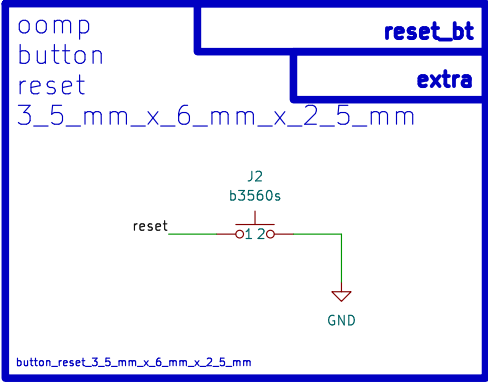 oomp
button
reset
3_5_mm_x_6_mm_x_2_5_mm
reset_bt
extra
J2
b3560s
reset
1 2
GND
button_reset_3_5_mm_x_6_mm_x_2_5_mm